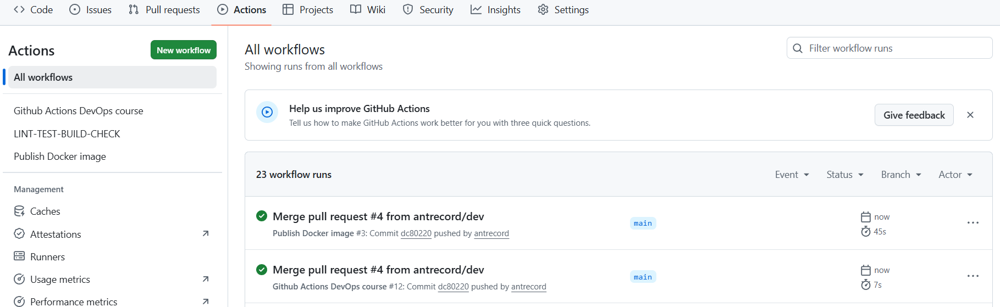 Code Issues Pull requests Actions Projects Wiki Security Insights Settings
Actions
New workflow
All workflows
Github Actions DevOps course
LINT-TEST-BUILD-CHECK
Publish Docker image
Management
Caches
Attestations
Runners
Usage metrics
Performance metrics
All workflows
Showing runs from all workflows
Filter workflow runs
Help us improve GitHub Actions
Tell us how to make GitHub Actions work better for you with three quick questions.
Give feedback
23 workflow runs
Event Status Branch Actor
Merge pull request #4 from antrecord/dev
Publish Docker image #3: Commit dc80220 pushed by antrecord
main
now
45s
Merge pull request #4 from antrecord/dev
Github Actions DevOps course #12: Commit dc80220 pushed by antrecord
main
now
7s